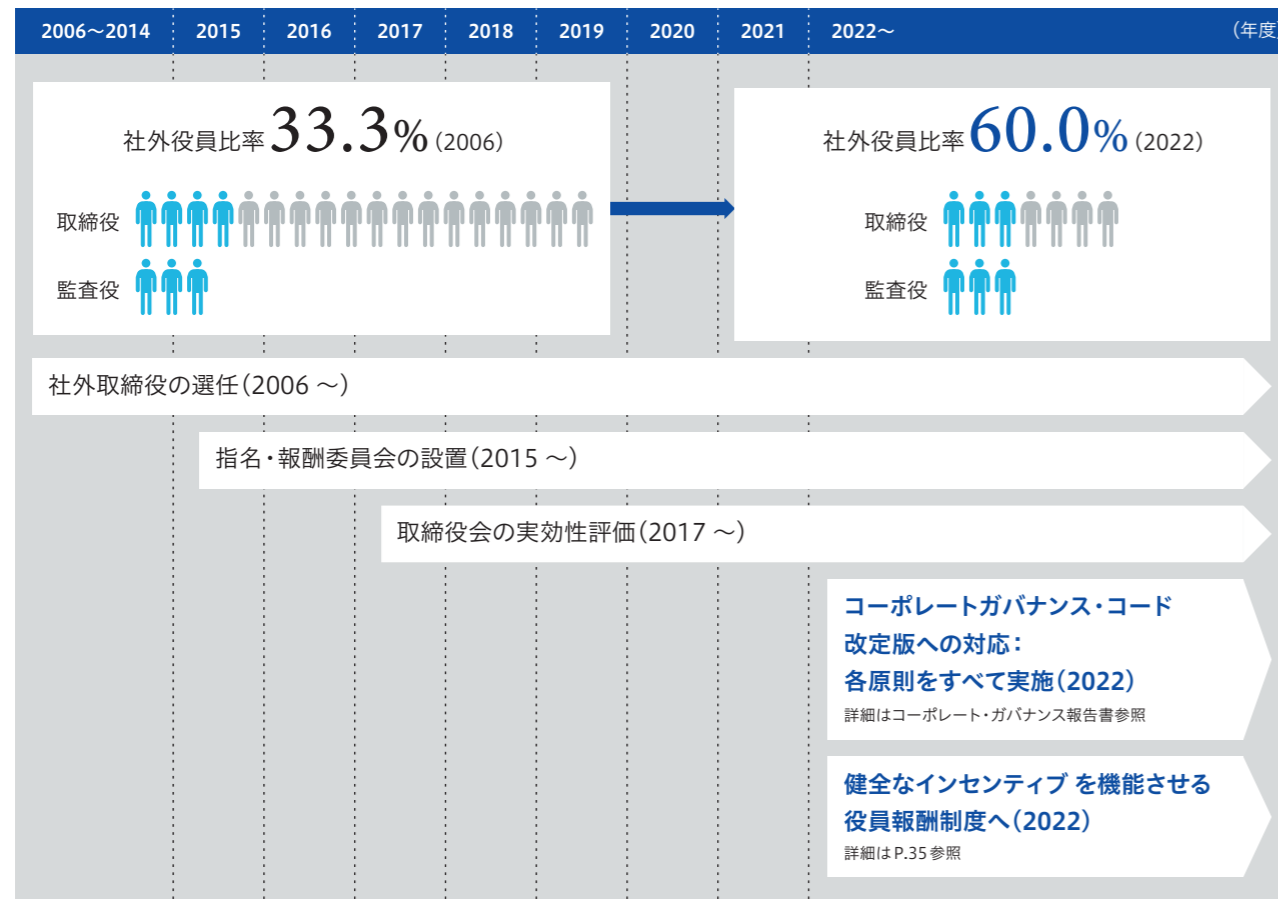 2006～2014 2015 2016 2017 2018 2019 2020 2021 2022～ （年度）
社外役員比率33.3%（2006）
取締役
監査役
社外役員比率60.0%（2022）
取締役
監査役
社外取締役の選任（2006 ～）
指名・報酬委員会の設置（2015 ～）
取締役会の実効性評価（2017 ～）
コーポレートガバナンス・コード
改定版への対応：
各原則をすべて実施（2022）
詳細はコーポレート・ガバナンス報告書参照
健全なインセンティブ を機能させる
役員報酬制度へ（2022）
詳細は P.35 参照